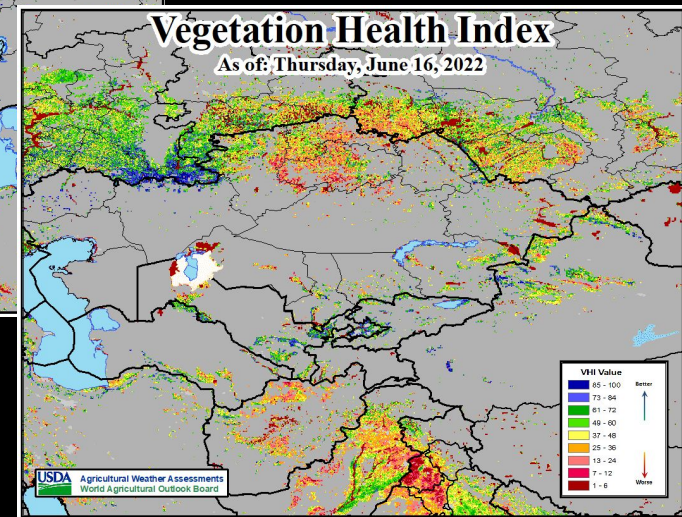 Vegetation Health Index
As of: Thursday, June 16, 2022
VHI Value
85 - 100
73 - 84
61 - 72
49 - 60
37 - 48
25 - 36
13 - 24
7 - 12
1 - 6
Better
Worse
USDA
Agricultural Weather Assessments
World Agricultural Outlook Board